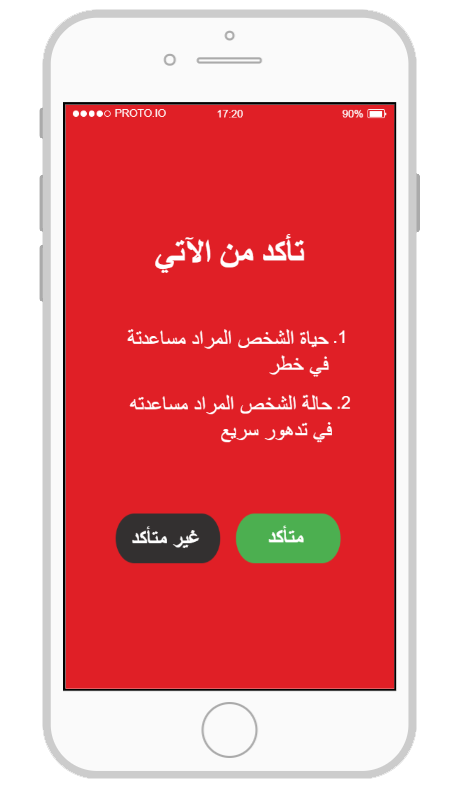 PROTO.IO
17:20
90%
تأكد من الآتي
1. حياة الشخص المراد مساعدتة
في خطر
2. حالة الشخص المراد مساعدته
في تدهور سريع
متأكد
غير متأكد